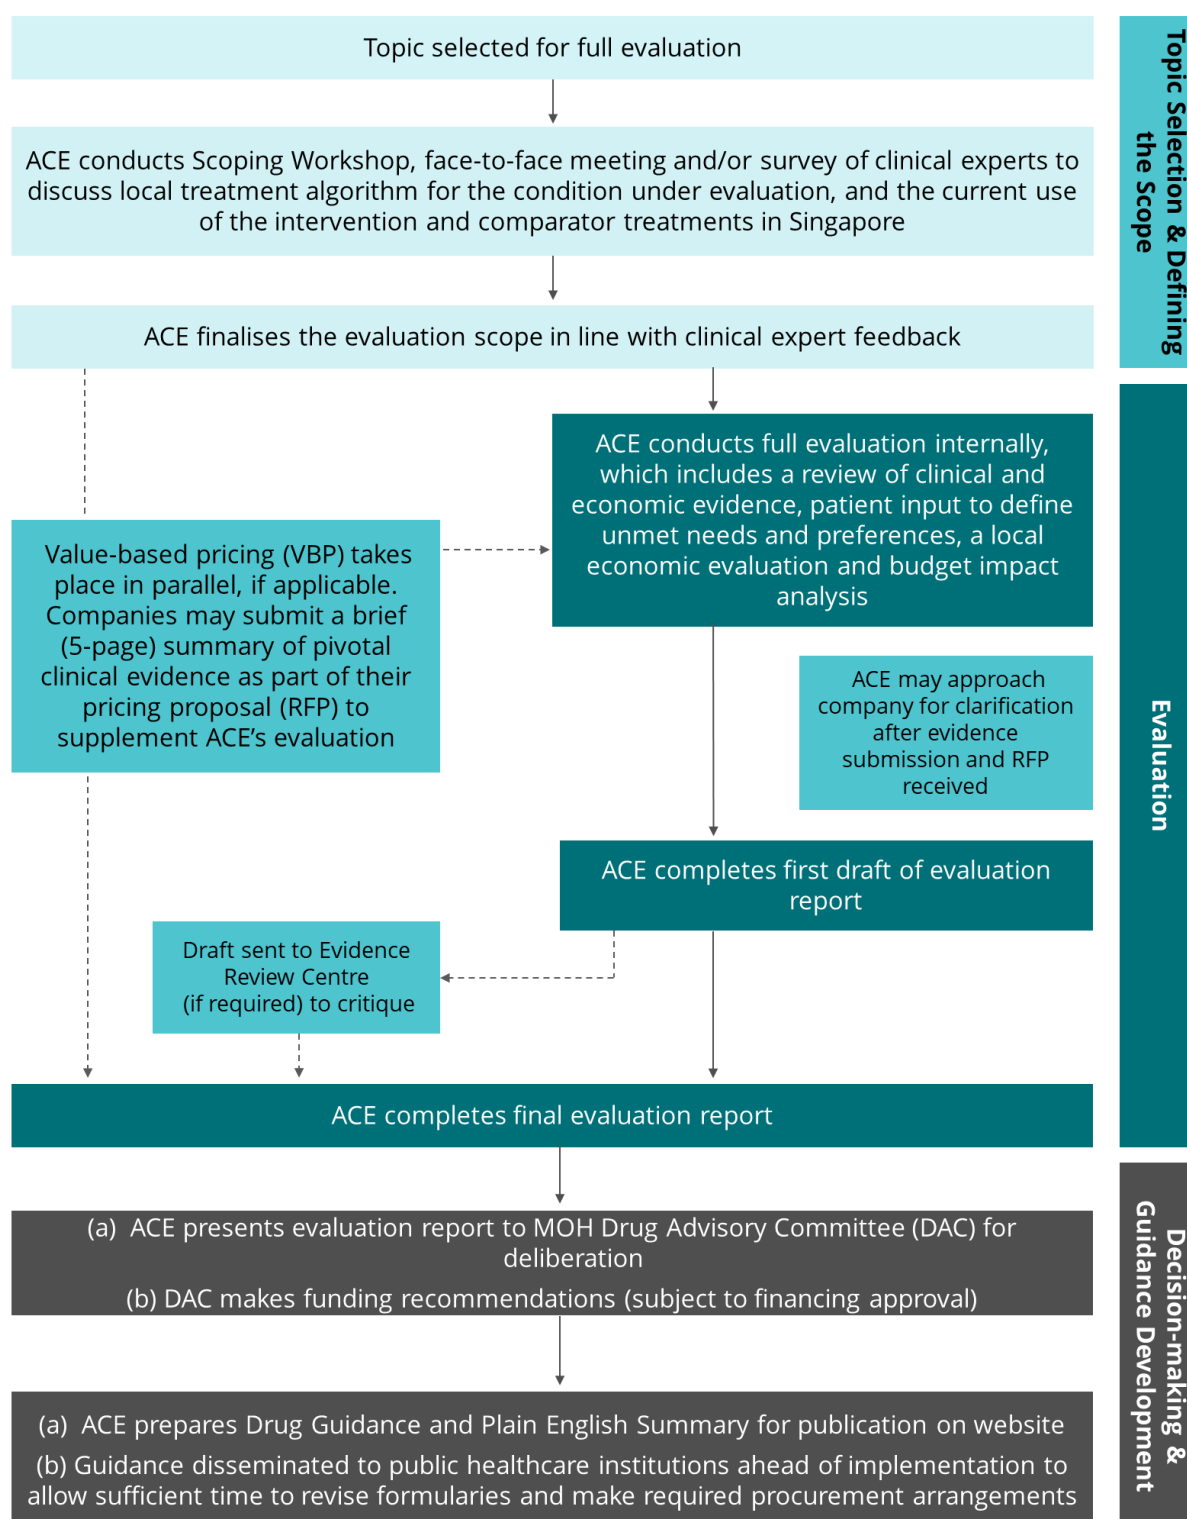 Topic selected for full evaluation
ACE conducts Scoping Workshop, face-to-face meeting and/or survey of clinical experts to
discuss local treatment algorithm for the condition under evaluation, and the current use
of the intervention and comparator treatments in Singapore
ACE finalises the evaluation scope in line with clinical expert feedback
Topic Selection & Defining
the Scope
ACE conducts full evaluation internally,
which includes a review of clinical and
economic evidence, patient input to define
unmet needs and preferences, a local
economic evaluation and budget impact
analysis
Value-based pricing (VBP) takes
place in parallel, if applicable.
Companies may submit a brief
(5-page) summary of pivotal
clinical evidence as part of their
pricing proposal (RFP) to
supplement ACE’s evaluation
ACE may approach
company for clarification
after evidence
submission and RFP
received
ACE completes first draft of evaluation
report
Draft sent to Evidence
Review Centre
(if required) to critique
ACE completes final evaluation report
Evaluation
(a) ACE presents evaluation report to MOH Drug Advisory Committee (DAC) for
deliberation
(b) DAC makes funding recommendations (subject to financing approval)
(a) ACE prepares Drug Guidance and Plain English Summary for publication on website
(b) Guidance disseminated to public healthcare institutions ahead of implementation to
allow sufficient time to revise formularies and make required procurement arrangements
Decision-making &
Guidance Development